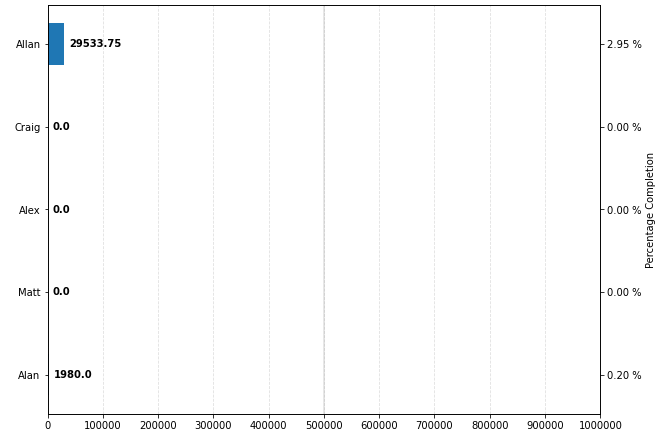 Allan 29533.75 2.95 %
Craig 0.0 0.00 %
Alex 0.0 0.00 %
Matt 0.0 0.00 %
Alan 1980.0 0.20 %
Percentage Completion
0 100000 200000 300000 400000 500000 600000 700000 800000 900000 1000000